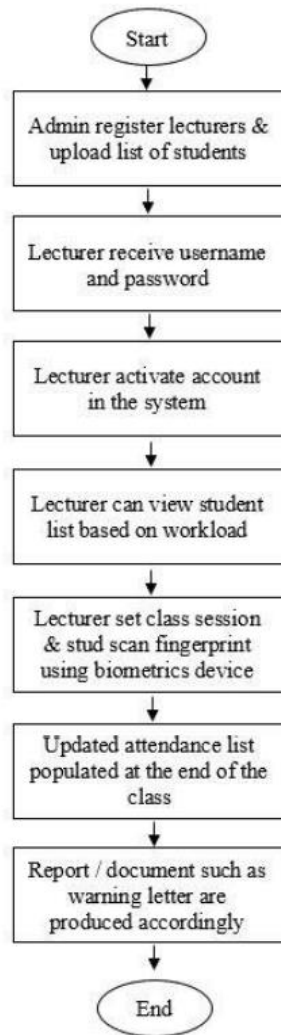 Start
Admin register lecturers &
upload list of students
Lecturer receive username
and password
Lecturer activate account
in the system
Lecturer can view student
list based on workload
Lecturer set class session
& stud scan fingerprint
using biometrics device
Updated attendance list
populated at the end of the
class
Report / document such as
warning letter are
produced accordingly
End